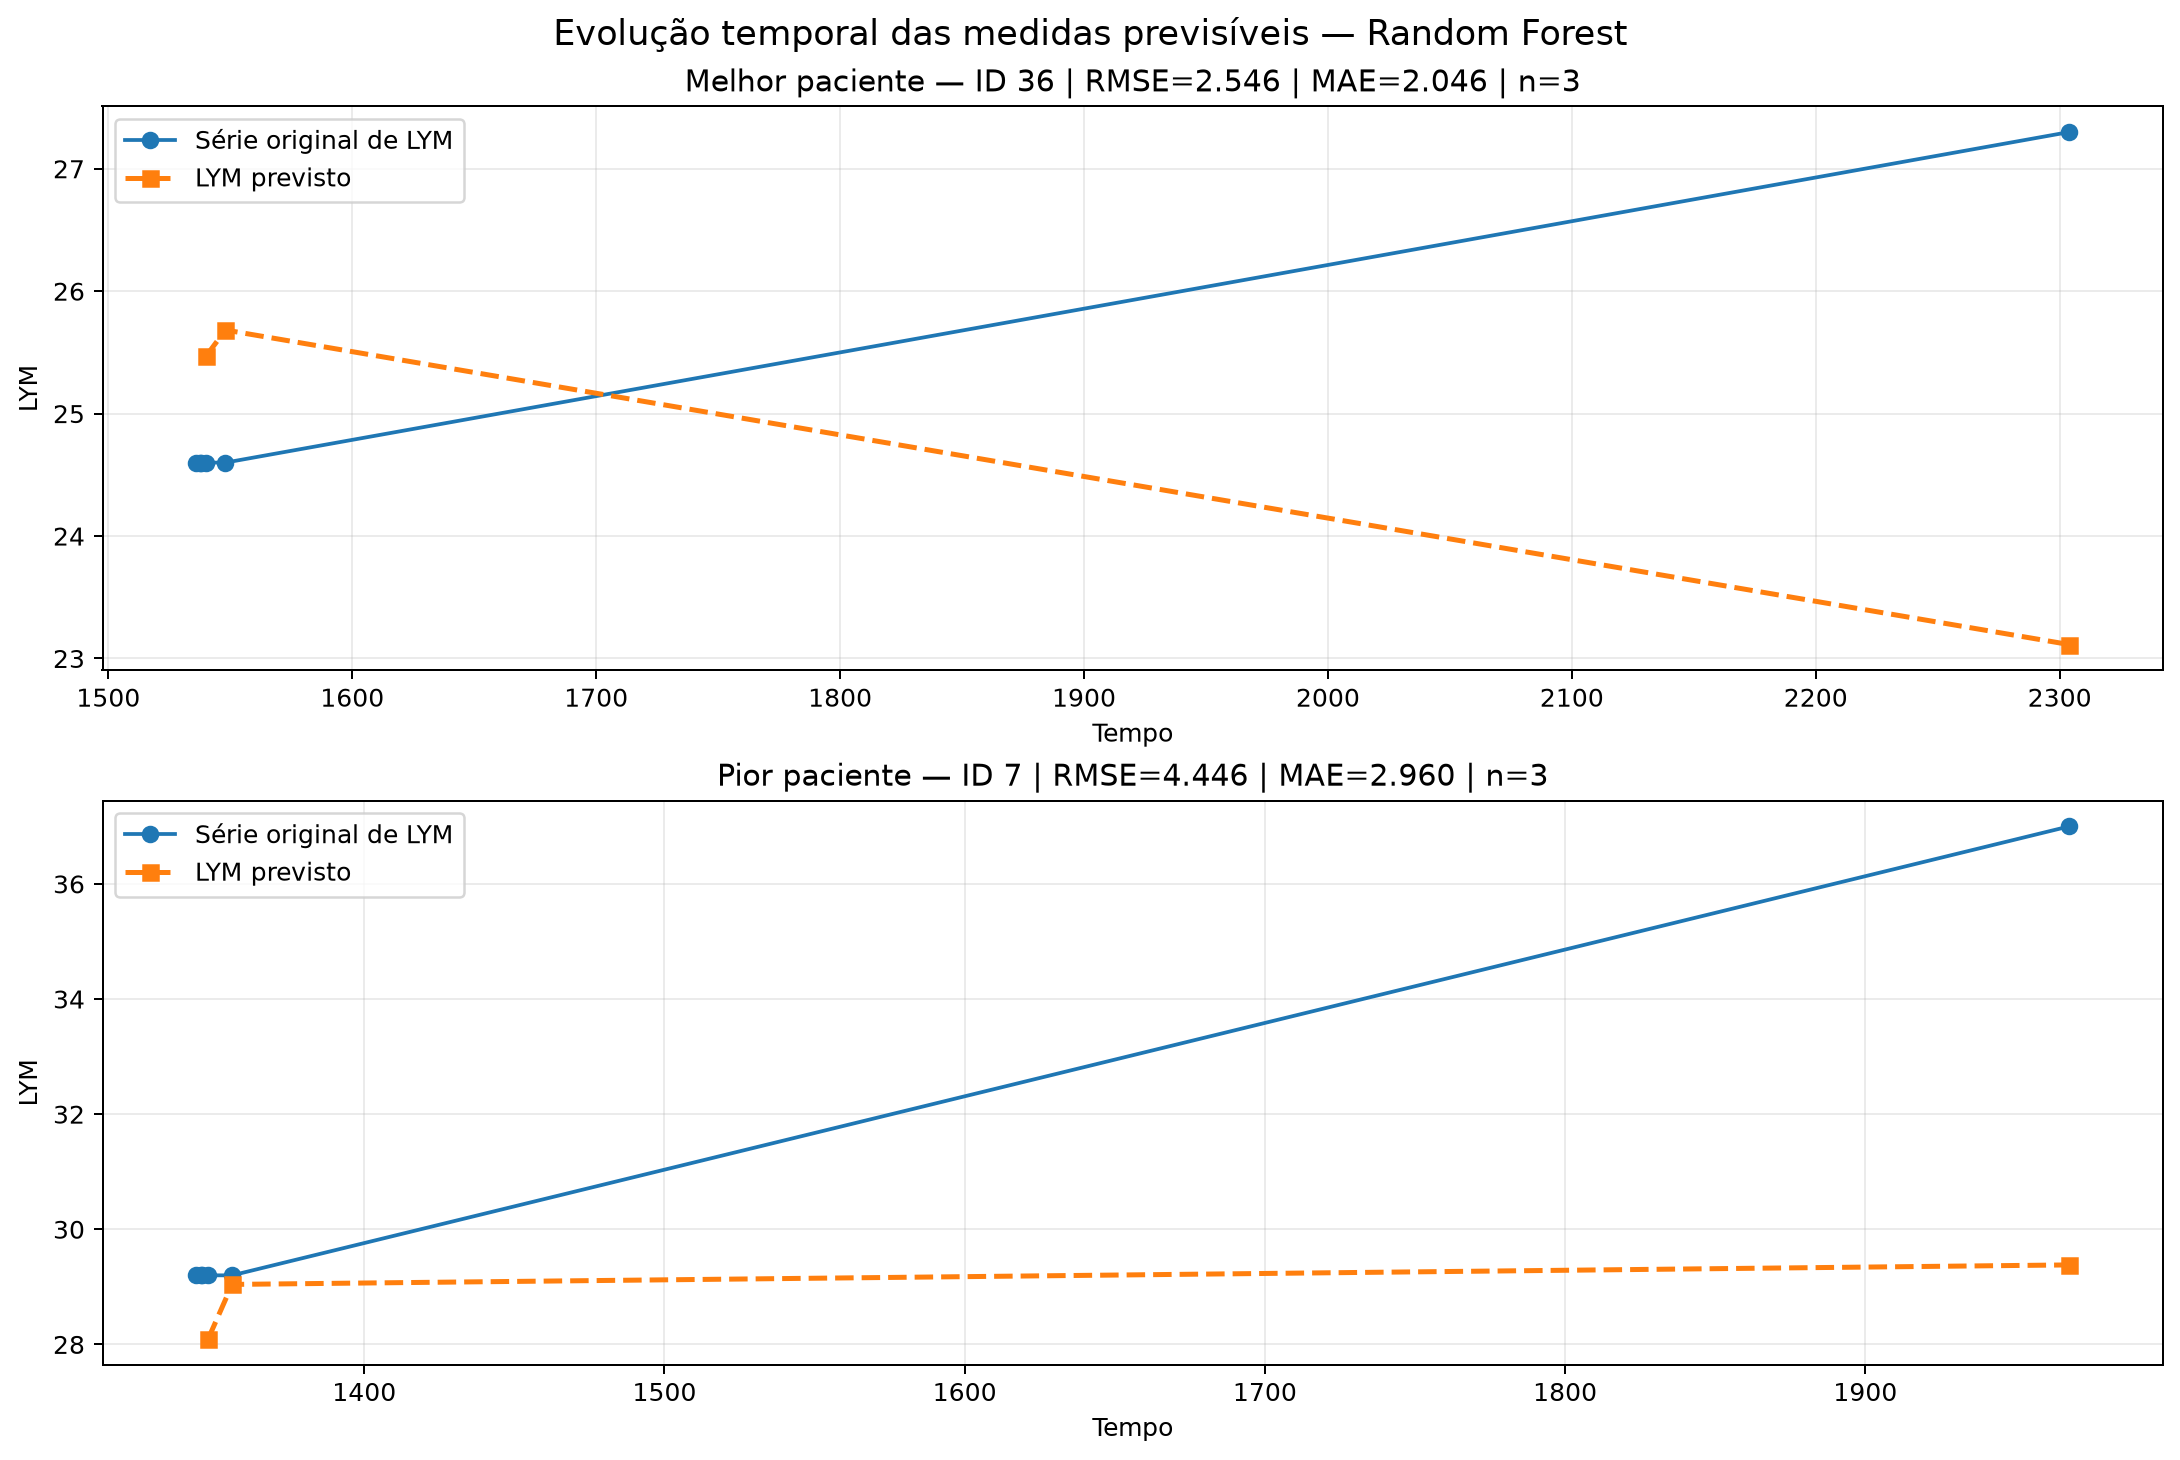 Evolução temporal das medidas previsíveis — Random Forest
Melhor paciente — ID 36 | RMSE=2.546 | MAE=2.046 | n=3
Série original de LYM
LYM previsto
27
26
25
24
23
LYM
1500 1600 1700 1800 1900 2000 2100 2200 2300
Tempo
Pior paciente — ID 7 | RMSE=4.446 | MAE=2.960 | n=3
Série original de LYM
LYM previsto
36
34
32
30
28
LYM
1400 1500 1600 1700 1800 1900
Tempo